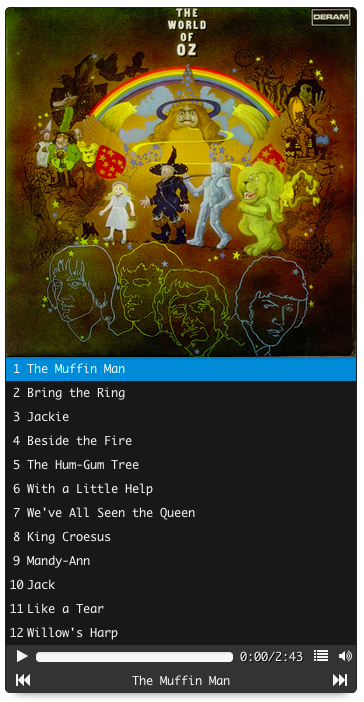 THE
WORLD
OF
OZ
DERAM
1 The Muffin Man
2 Bring the Ring
3 Jackie
4 Beside the Fire
5 The Hum-Gum Tree
6 With a Little Help
7 We've All Seen the Queen
8 King Croesus
9 Mandy-Ann
10 Jack
11 Like a Tear
12 Willow's Harp
0:00/2:43
The Muffin Man